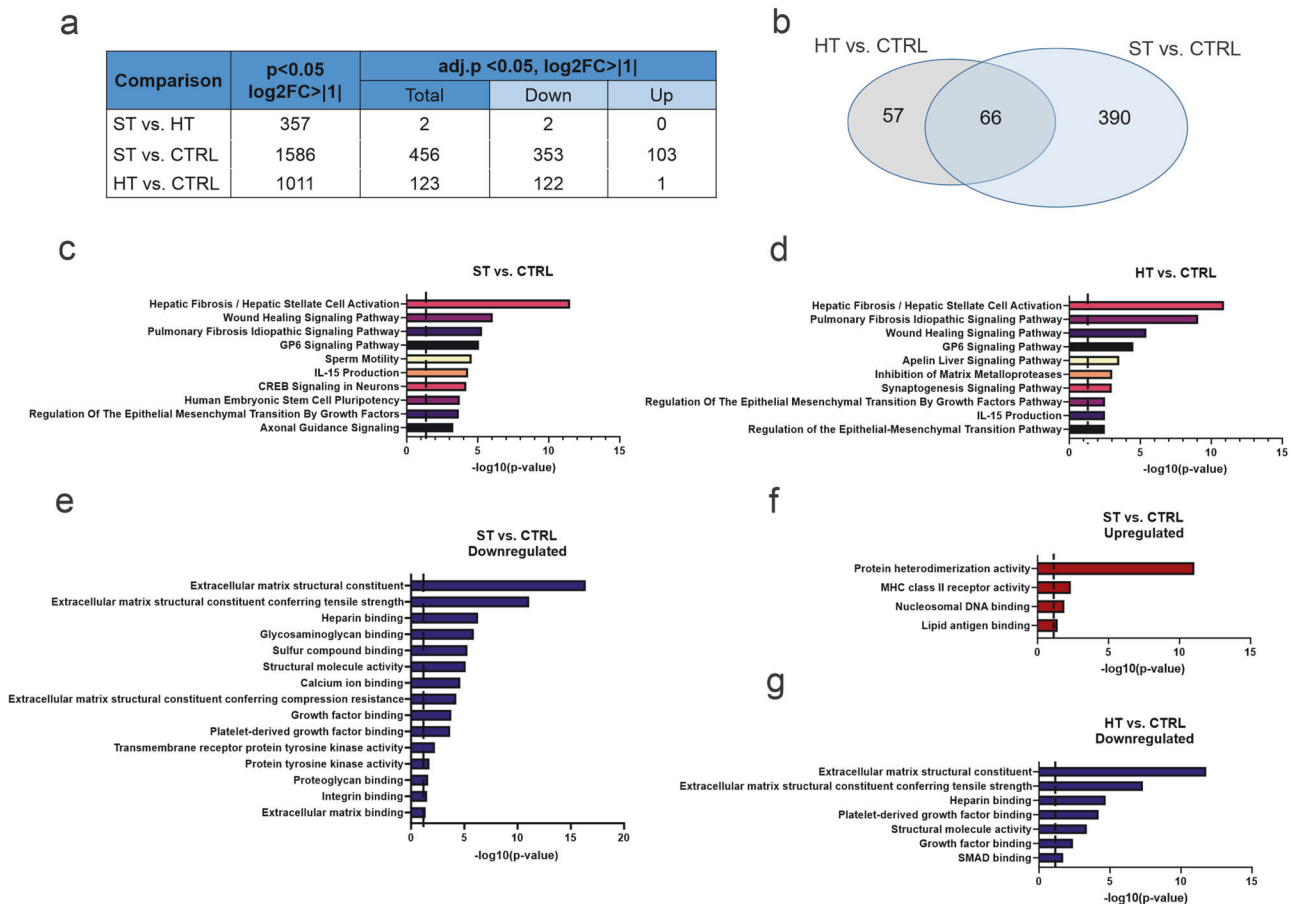 a
Comparison
p<0.05
log2FC>|1|
adj.p <0.05, log2FC>|1|
Total
Down
Up
ST vs. HT
357
2
2
0
ST vs. CTRL
1586
456
353
103
HT vs. CTRL
1011
123
122
1
b
HT vs. CTRL
ST vs. CTRL
57
66
390
c
ST vs. CTRL
Hepatic Fibrosis / Hepatic Stellate Cell Activation
Wound Healing Signaling Pathway
Pulmonary Fibrosis Idiopathic Signaling Pathway
GP6 Signaling Pathway
Sperm Motility
IL-15 Production
CREB Signaling in Neurons
Human Embryonic Stem Cell Pluripotency
Regulation Of The Epithelial Mesenchymal Transition By Growth Factors
Axonal Guidance Signaling
0 5 10 15
-log10(p-value)
d
HT vs. CTRL
Hepatic Fibrosis / Hepatic Stellate Cell Activation
Pulmonary Fibrosis Idiopathic Signaling Pathway
Wound Healing Signaling Pathway
GP6 Signaling Pathway
Apelin Liver Signaling Pathway
Inhibition of Matrix Metalloproteases
Synaptogenesis Signaling Pathway
Regulation Of The Epithelial Mesenchymal Transition By Growth Factors Pathway
IL-15 Production
Regulation of the Epithelial-Mesenchymal Transition Pathway
0 5 10 15
-log10(p-value)
e
ST vs. CTRL
Downregulated
Extracellular matrix structural constituent
Extracellular matrix structural constituent conferring tensile strength
Heparin binding
Glycosaminoglycan binding
Sulfur compound binding
Structural molecule activity
Calcium ion binding
Extracellular matrix structural constituent conferring compression resistance
Growth factor binding
Platelet-derived growth factor binding
Transmembrane receptor protein tyrosine kinase activity
Protein tyrosine kinase activity
Proteoglycan binding
Integrin binding
Extracellular matrix binding
0 5 10 15 20
-log10(p-value)
f
ST vs. CTRL
Upregulated
Protein heterodimerization activity
MHC class II receptor activity
Nucleosomal DNA binding
Lipid antigen binding
0 5 10 15
-log10(p-value)
g
HT vs. CTRL
Downregulated
Extracellular matrix structural constituent
Extracellular matrix structural constituent conferring tensile strength
Heparin binding
Platelet-derived growth factor binding
Structural molecule activity
Growth factor binding
SMAD binding
0 5 10 15
-log10(p-value)